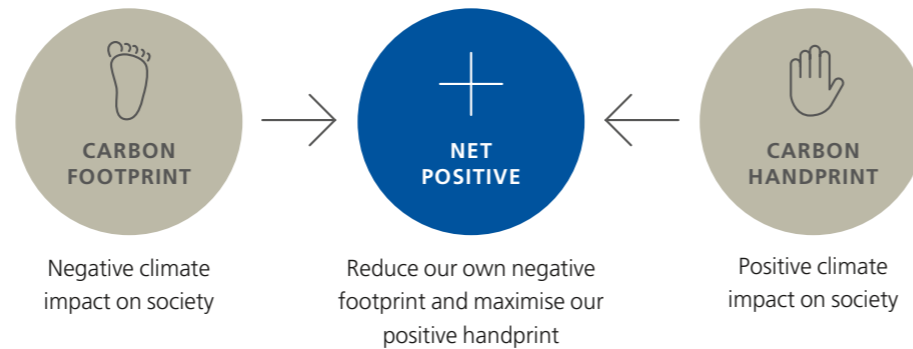 CARBON
FOOTPRINT
Negative climate
impact on society
NET
POSITIVE
Reduce our own negative
footprint and maximise our
positive handprint
CARBON
HANDPRINT
Positive climate
impact on society